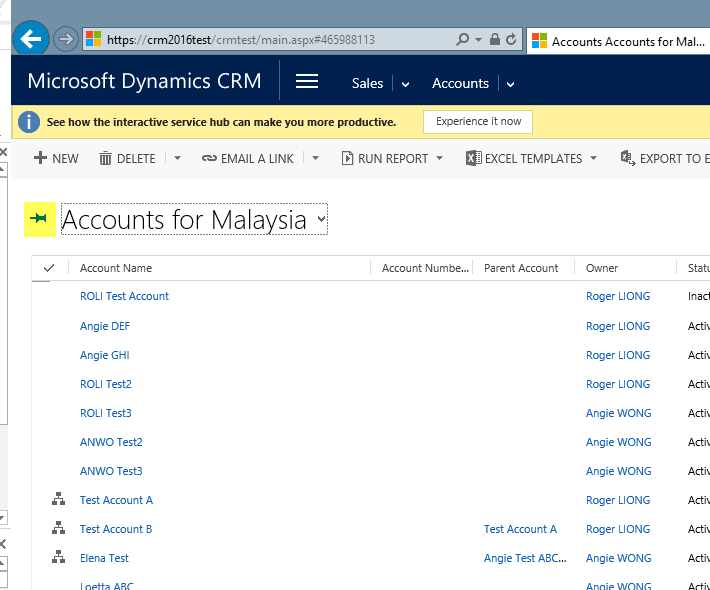 https://crm2016test/crmtest/main.aspx#465988113
Accounts Accounts for Mal...
Microsoft Dynamics CRM Sales Accounts
See how the interactive service hub can make you more productive. Experience it now
NEW DELETE EMAIL A LINK RUN REPORT EXCEL TEMPLATES EXPORT TO E
Accounts for Malaysia
Account Name Account Numbe... Parent Account Owner Statu
ROLI Test Account Roger LIONG Inact
Angie DEF Roger LIONG Activ
Angie GHI Roger LIONG Activ
ROLI Test2 Roger LIONG Activ
ROLI Test3 Angie WONG Activ
ANWO Test2 Angie WONG Activ
ANWO Test3 Angie WONG Activ
Test Account A Roger LIONG Activ
Test Account B Test Account A Roger LIONG Activ
Elena Test Angie Test ABC... Angie WONG Activ
Loetta ABC Angie WONG Activ